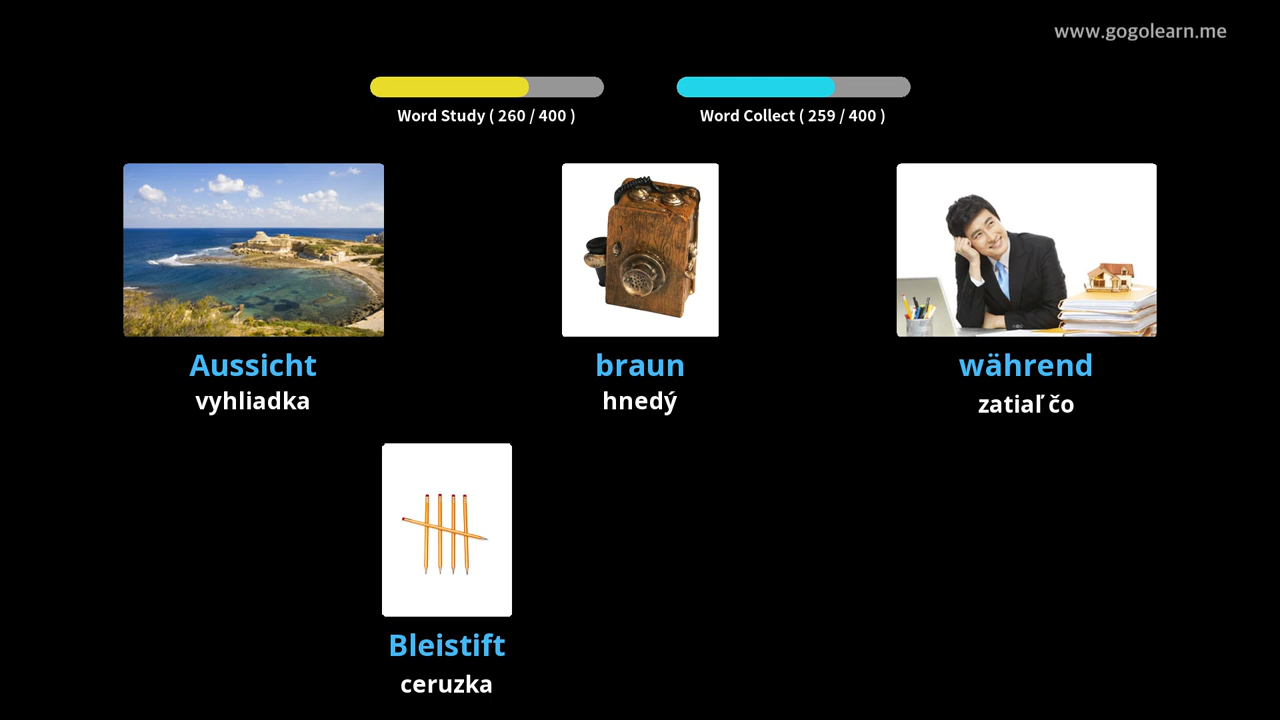 www.gogolearn.me
Word Study ( 260 / 400 )
Word Collect ( 259 / 400 )
Aussicht
vyhliadka
braun
hnedý
während
zatiaľ čo
Bleistift
ceruzka